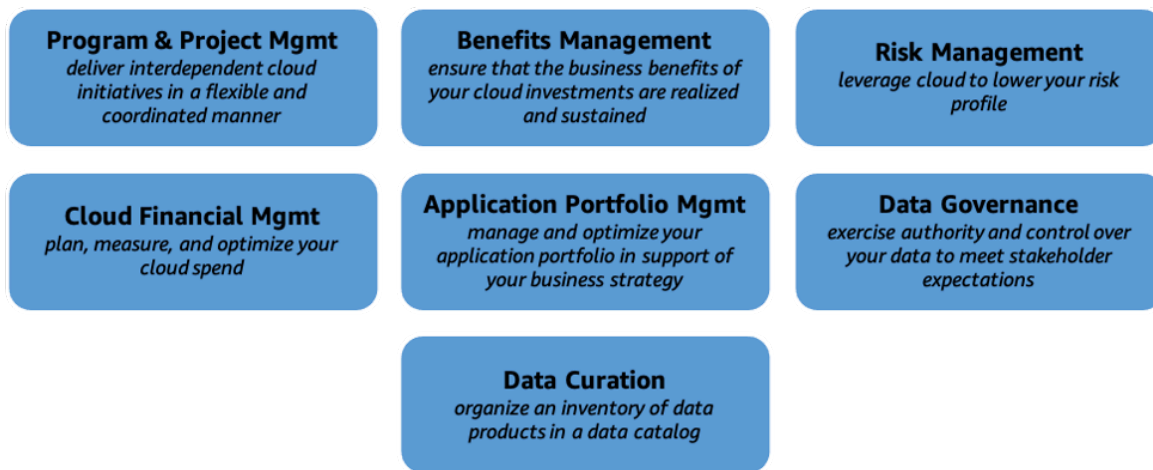 Program & Project Mgmt
deliver interdependent cloud
initiatives in a flexible and
coordinated manner
Benefits Management
ensure that the business benefits of
your cloud investments are realized
and sustained
Risk Management
leverage cloud to lower your risk
profile
Cloud Financial Mgmt
plan, measure, and optimize your
cloud spend
Application Portfolio Mgmt
manage and optimize your
application portfolio in support of
your business strategy
Data Governance
exercise authority and control over
your data to meet stakeholder
expectations
Data Curation
organize an inventory of data
products in a data catalog